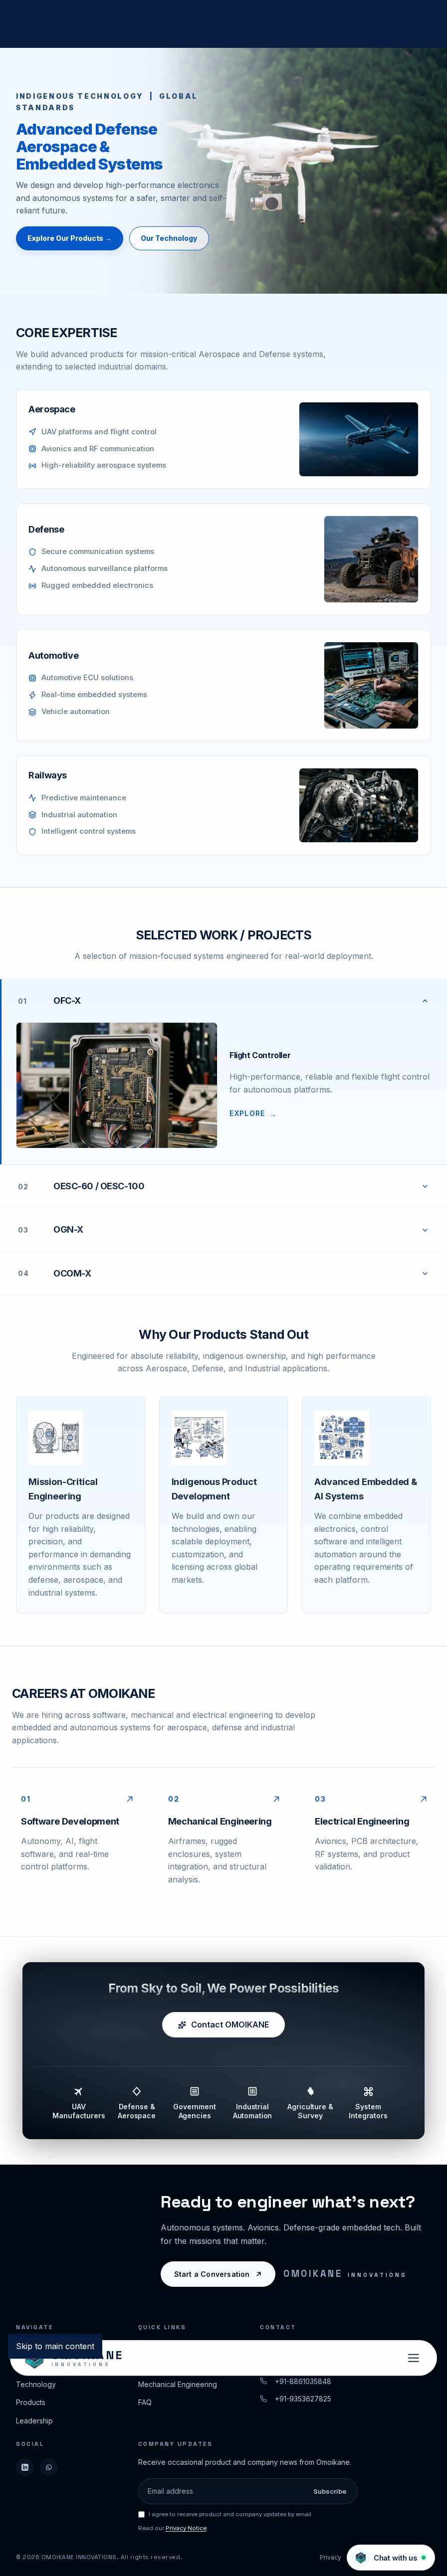 INDIGENOUS TECHNOLOGY | GLOBAL
STANDARDS
Advanced Defense
Aerospace &
Embedded Systems
We design and develop high-performance electronics
and autonomous systems for a safer, smarter and self-
reliant future.
Explore Our Products →
Our Technology
CORE EXPERTISE
We build advanced products for mission-critical Aerospace and Defense systems,
extending to selected industrial domains.
Aerospace
UAV platforms and flight control
Avionics and RF communication
High-reliability aerospace systems
Defense
Secure communication systems
Autonomous surveillance platforms
Rugged embedded electronics
Automotive
Automotive ECU solutions
Real-time embedded systems
Vehicle automation
Railways
Predictive maintenance
Industrial automation
Intelligent control systems
SELECTED WORK / PROJECTS
A selection of mission-focused systems engineered for real-world deployment.
01 OFC-X
Flight Controller
High-performance, reliable and flexible flight control
for autonomous platforms.
EXPLORE →
02 OESC-60 / OESC-100
03 OGN-X
04 OCOM-X
Why Our Products Stand Out
Engineered for absolute reliability, indigenous ownership, and high performance
across Aerospace, Defense, and Industrial applications.
Mission-Critical
Engineering
Our products are designed
for high reliability,
precision, and
performance in demanding
environments such as
defense, aerospace, and
industrial systems.
Indigenous Product
Development
We build and own our
technologies, enabling
scalable deployment,
customization, and
licensing across global
markets.
Advanced Embedded &
AI Systems
We combine embedded
electronics, control
software and intelligent
automation around the
operating requirements of
each platform.
CAREERS AT OMOIKANE
We are hiring across software, mechanical and electrical engineering to develop
embedded and autonomous systems for aerospace, defense and industrial
applications.
01
Software Development
Autonomy, AI, flight
software, and real-time
control platforms.
02
Mechanical Engineering
Airframes, rugged
enclosures, system
integration, and structural
analysis.
03
Electrical Engineering
Avionics, PCB architecture,
RF systems, and product
validation.
From Sky to Soil, We Power Possibilities
Contact OMOIKANE
UAV
Manufacturers
Defense &
Aerospace
Government
Agencies
Industrial
Automation
Agriculture &
Survey
System
Integrators
Ready to engineer what's next?
Autonomous systems. Avionics. Defense-grade embedded tech. Built
for the missions that matter.
Start a Conversation
OMOIKANE INNOVATIONS
NAVIGATE
QUICK LINKS
CONTACT
Skip to main content
INNOVATIONS
Technology
Mechanical Engineering
+91-8861035848
Products
FAQ
+91-9353627825
Leadership
SOCIAL
COMPANY UPDATES
Receive occasional product and company news from Omoikane.
Email address
Subscribe
I agree to receive product and company updates by email.
Read our Privacy Notice.
© 2026 OMOIKANE INNOVATIONS. All rights reserved.
Privacy
Chat with us